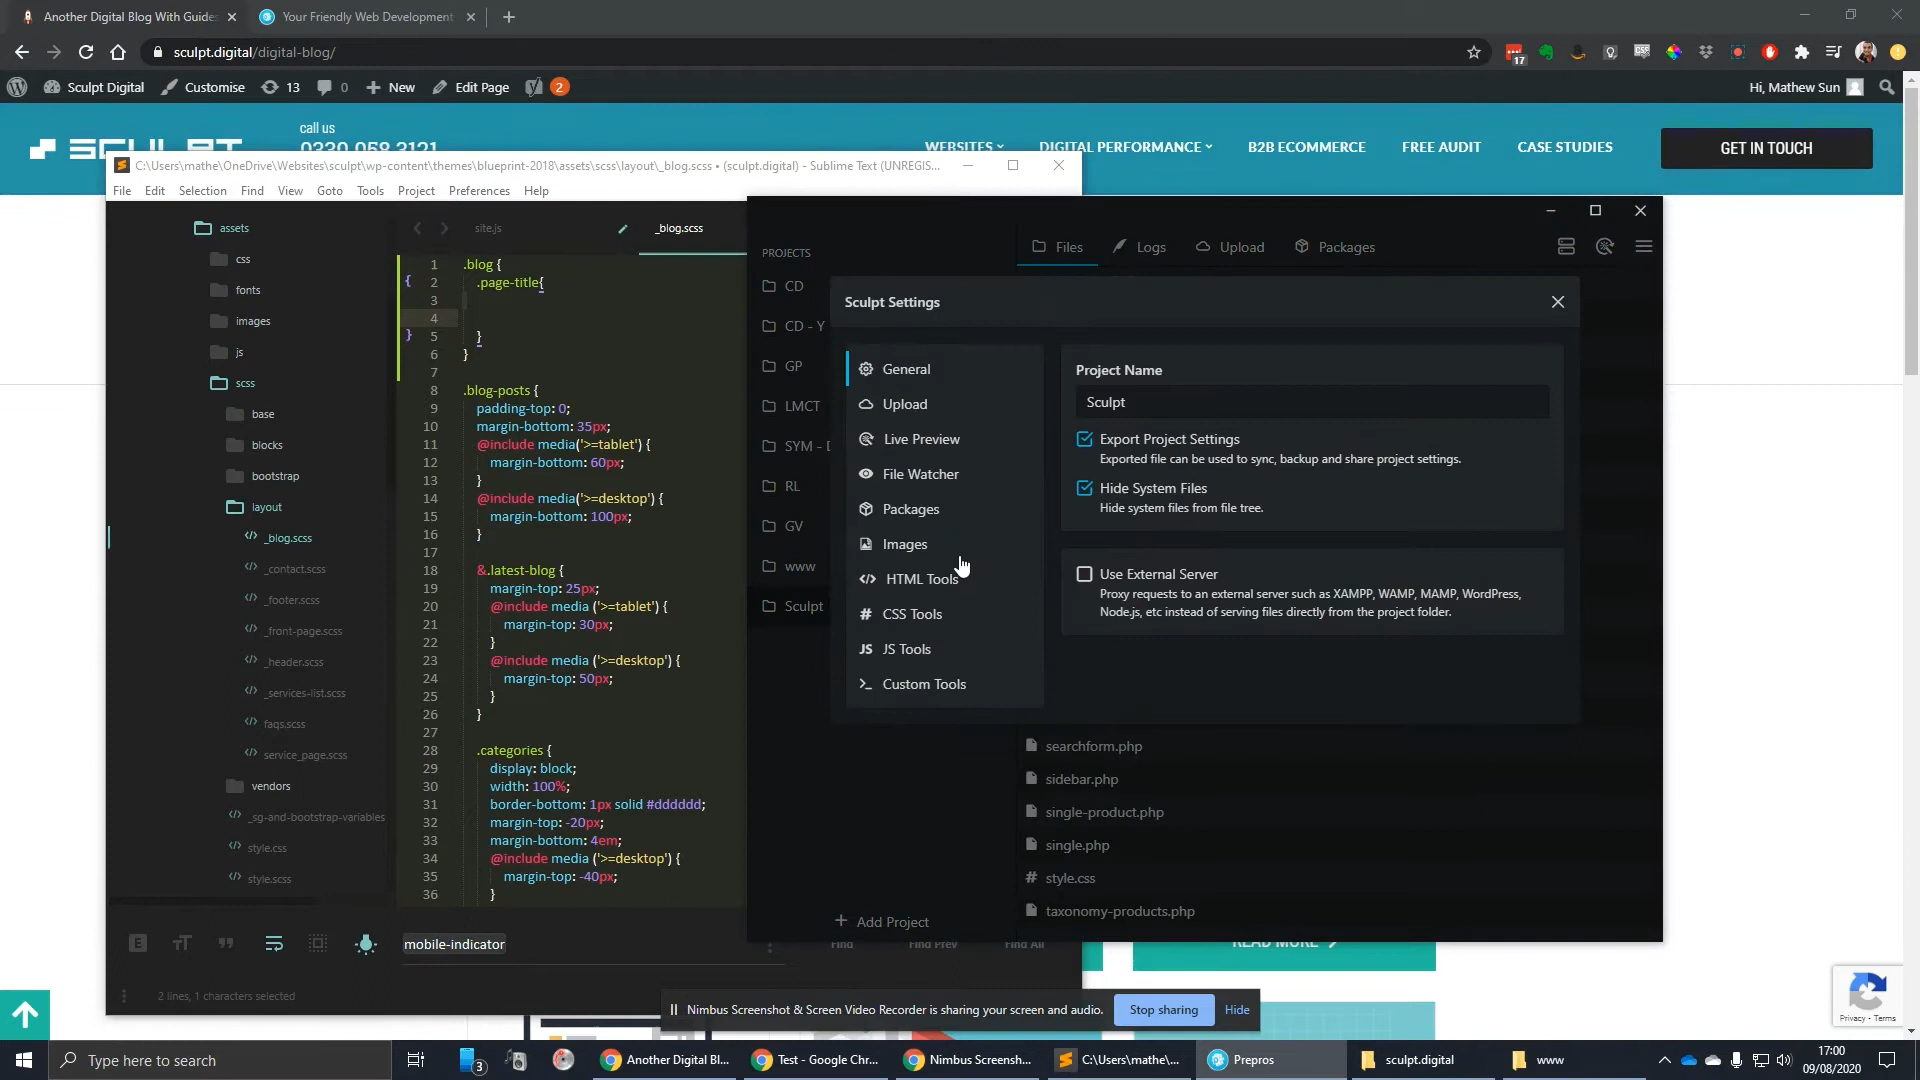 Another Digital Blog With Guides
Your Friendly Web Development
sculpt.digital/digital-blog/
17
Sculpt Digital
Customise
13
0
New
Edit Page
2
Hi, Mathew Sun
SCULPT
call us
0330 058 3121
WEBSITES
DIGITAL PERFORMANCE
B2B ECOMMERCE
FREE AUDIT
CASE STUDIES
GET IN TOUCH
C:\Users\mathe\OneDrive\Websites\sculpt\wp-content\themes\blueprint-2018\assets\scss\layout\_blog.scss • (sculpt.digital) - Sublime Text (UNREGIS...
File Edit Selection Find View Goto Tools Project Preferences Help
assets
css
fonts
images
js
scss
base
blocks
bootstrap
layout
_blog.scss
_contact.scss
_footer.scss
_front-page.scss
_header.scss
_services-list.scss
faqs.scss
service_page.scss
vendors
_sg-and-bootstrap-variables
style.css
style.scss
site.js
_blog.scss
1 .blog {
{ 2 .page-title{
3
4
} 5 }
6 }
7
8 .blog-posts {
9 padding-top: 0;
10 margin-bottom: 35px;
11 @include media('>=tablet') {
12 margin-bottom: 60px;
13 }
14 @include media('>=desktop') {
15 margin-bottom: 100px;
16 }
17
18 &.latest-blog {
19 margin-top: 25px;
20 @include media ('>=tablet') {
21 margin-top: 30px;
22 }
23 @include media ('>=desktop') {
24 margin-top: 50px;
25 }
26 }
27
28 .categories {
29 display: block;
30 width: 100%;
31 border-bottom: 1px solid #dddddd;
32 margin-top: -20px;
33 margin-bottom: 4em;
34 @include media ('>=desktop') {
35 margin-top: -40px;
36 }
mobile-indicator
Find
Find Prev
Find All
2 lines, 1 characters selected
PROJECTS
CD
CD - Y
GP
LMCT
SYM - D
RL
GV
www
Sculpt
Add Project
Files
Logs
Upload
Packages
Sculpt Settings
General
Upload
Live Preview
File Watcher
Packages
Images
HTML Tools
CSS Tools
JS JS Tools
Custom Tools
Project Name
Sculpt
Export Project Settings
Exported file can be used to sync, backup and share project settings.
Hide System Files
Hide system files from file tree.
Use External Server
Proxy requests to an external server such as XAMPP, WAMP, MAMP, WordPress,
Node.js, etc instead of serving files directly from the project folder.
searchform.php
sidebar.php
single-product.php
single.php
# style.css
taxonomy-products.php
READ MORE
Privacy - Terms
Nimbus Screenshot & Screen Video Recorder is sharing your screen and audio.
Stop sharing
Hide
Type here to search
3
Another Digital Bl...
Test - Google Chr...
Nimbus Screensh...
C:\Users\mathe\...
Prepros
sculpt.digital
www
17:00
09/08/2020